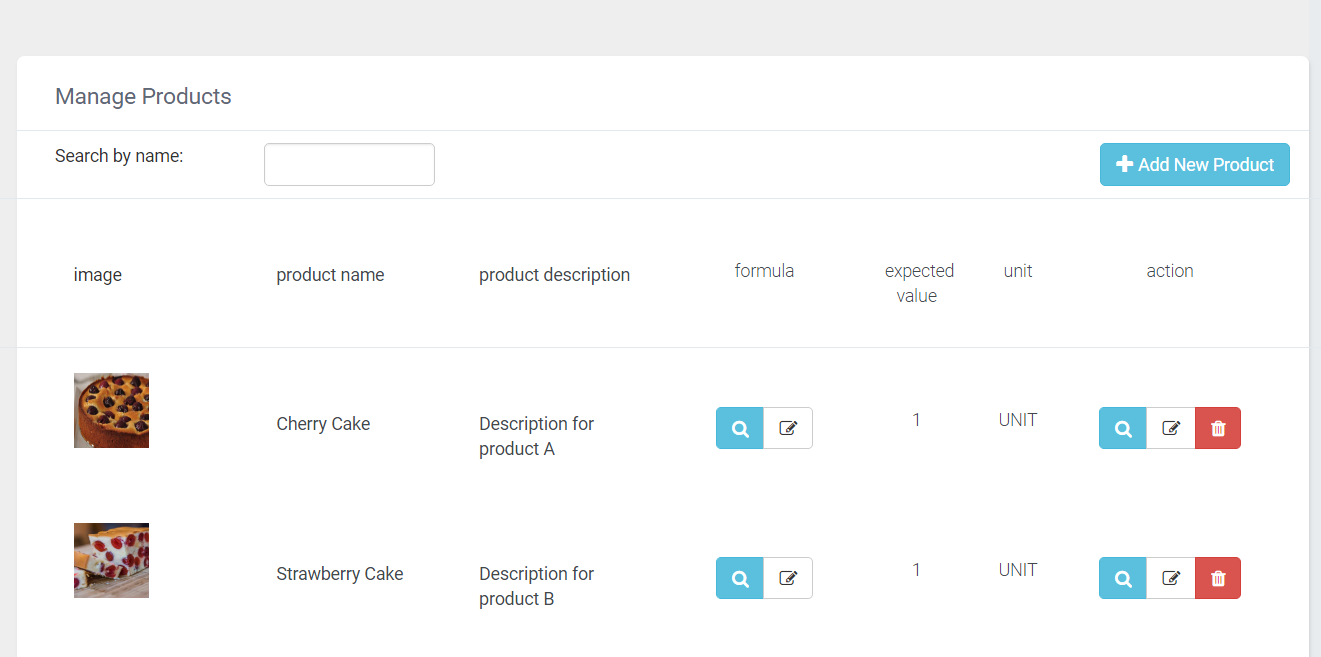 Manage Products
Search by name:
Add New Product
image
product name
product description
formula
expected
value
unit
action
Cherry Cake
Description for
product A
1
UNIT
Strawberry Cake
Description for
product B
1
UNIT